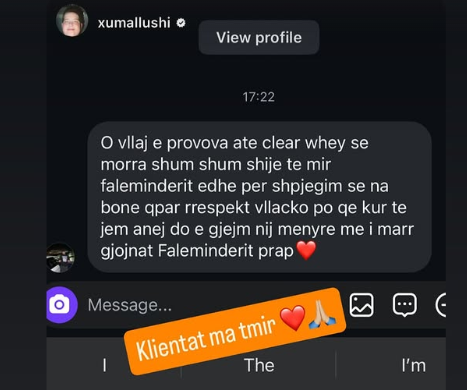 xumallushi
View profile
17:22
O vllaj e provova ate clear whey se
morra shum shum shije te mir
faleminderit edhe per shpjegim se na
bone qpar rrespekt vllacko po qe kur te
jem anej do e gjejm nij menyre me i marr
gjojnat Faleminderit prap❤️
Message...
Klientat ma tmir ❤️🙏🏼
I
The
I'm